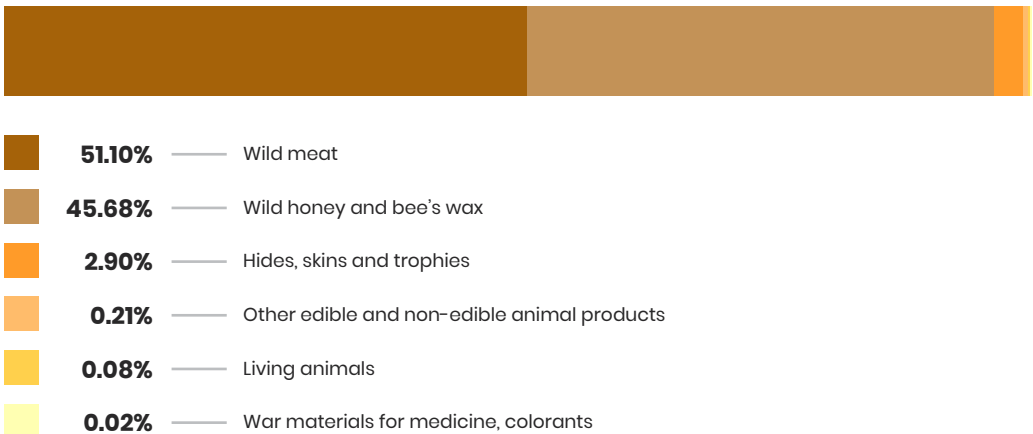 51.10% Wild meat
45.68% Wild honey and bee's wax
2.90% Hides, skins and trophies
0.21% Other edible and non-edible animal products
0.08% Living animals
0.02% War materials for medicine, colorants